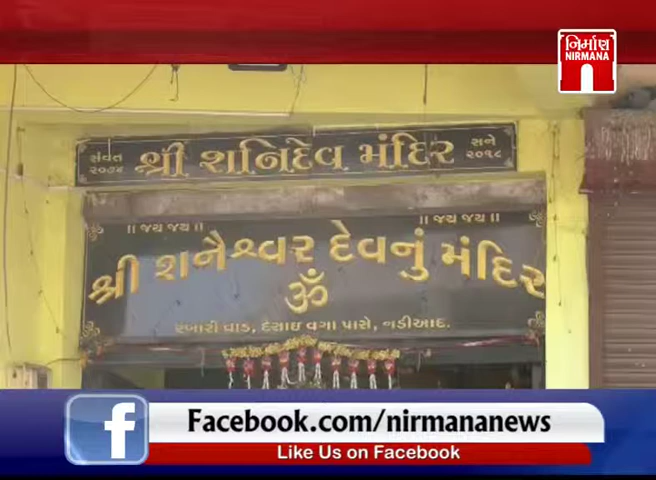 નિર્માણ
NIRMANA
સંવત ૨૦૭૪ શ્રી શનિદેવ મંદિર સને ૨૦૧૮
॥ જય જય ॥ ॥ જય જય ॥
શ્રી શનૈશ્વર દેવનું મંદિર
ૐ
રબારી વાડ, દેસાઇ વગા પાસે, નડીઆદ.
Facebook.com/nirmananews
Like Us on Facebook